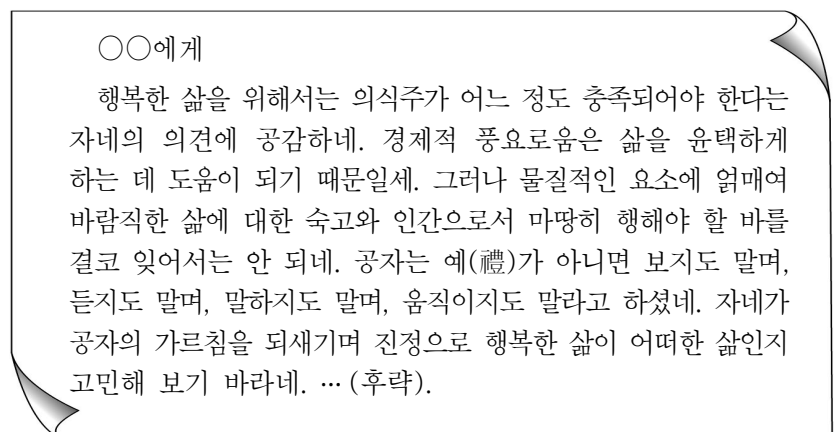 ○○에게
행복한 삶을 위해서는 의식주가 어느 정도 충족되어야 한다는
자네의 의견에 공감하네. 경제적 풍요로움은 삶을 윤택하게
하는 데 도움이 되기 때문일세. 그러나 물질적인 요소에 얽매여
바람직한 삶에 대한 숙고와 인간으로서 마땅히 행해야 할 바를
결코 잊어서는 안 되네. 공자는 예(禮)가 아니면 보지도 말며,
듣지도 말며, 말하지도 말며, 움직이지도 말라고 하셨네. 자네가
공자의 가르침을 되새기며 진정으로 행복한 삶이 어떠한 삶인지
고민해 보기 바라네. … (후략).